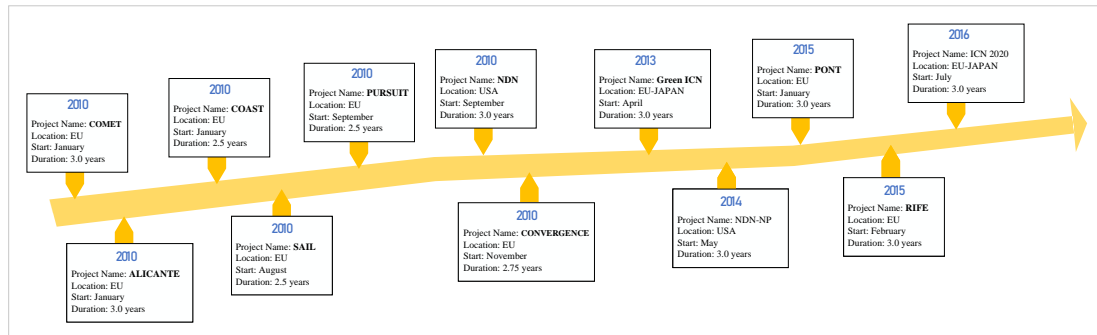 2010
Project Name: COMET
Location: EU
Start: January
Duration: 3.0 years
2010
Project Name: ALICANTE
Location: EU
Start: January
Duration: 3.0 years
2010
Project Name: COAST
Location: EU
Start: January
Duration: 2.5 years
2010
Project Name: SAIL
Location: EU
Start: August
Duration: 2.5 years
2010
Project Name: PURSUIT
Location: EU
Start: September
Duration: 2.5 years
2010
Project Name: NDN
Location: USA
Start: September
Duration: 3.0 years
2010
Project Name: CONVERGENCE
Location: EU
Start: November
Duration: 2.75 years
2013
Project Name: Green ICN
Location: EU-JAPAN
Start: April
Duration: 3.0 years
2014
Project Name: NDN-NP
Location: USA
Start: May
Duration: 3.0 years
2015
Project Name: PONT
Location: EU
Start: January
Duration: 3.0 years
2015
Project Name: RIFE
Location: EU
Start: February
Duration: 3.0 years
2016
Project Name: ICN 2020
Location: EU-JAPAN
Start: July
Duration: 3.0 years